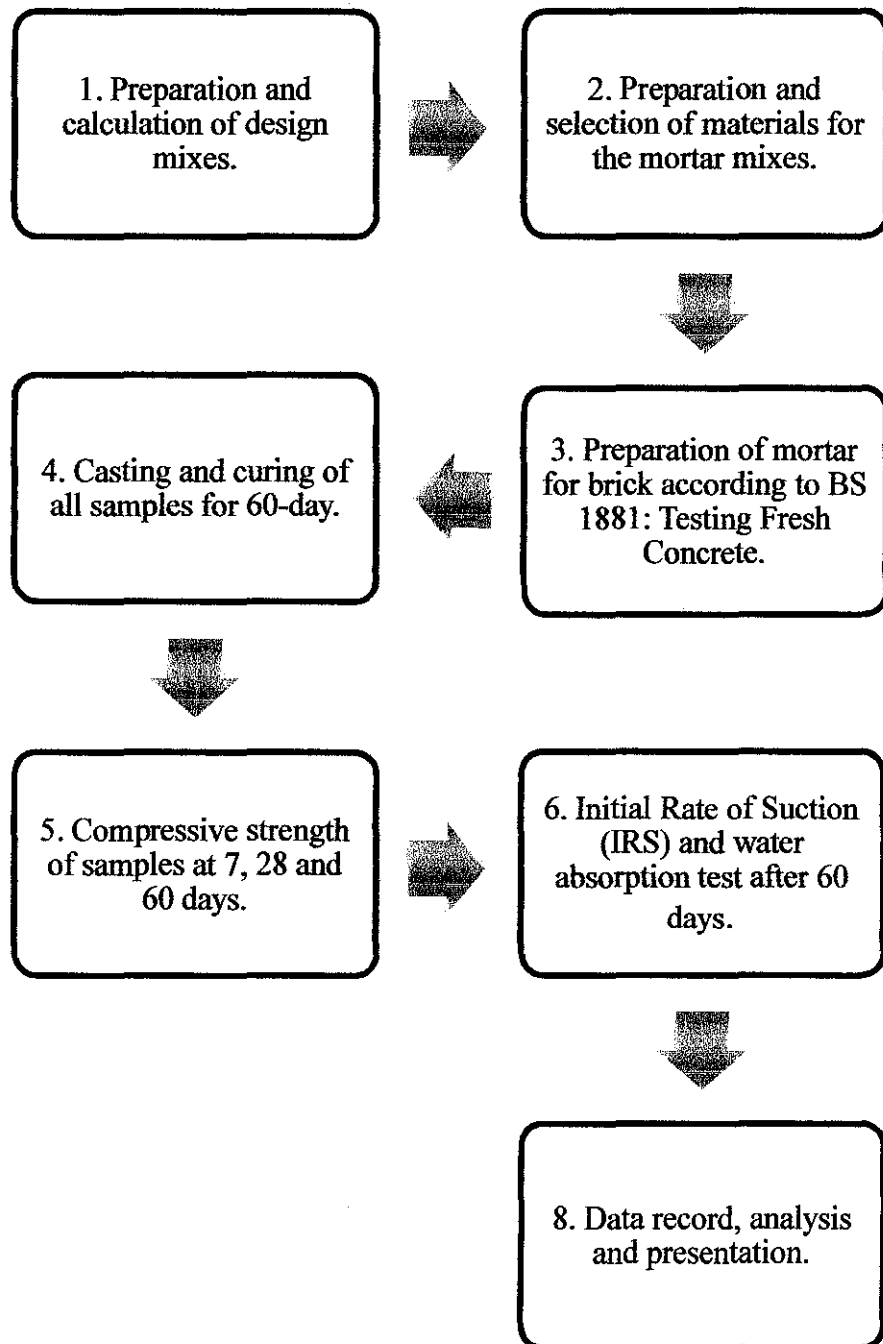 1. Preparation and
calculation of design
mixes.
2. Preparation and
selection of materials for
the mortar mixes.
3. Preparation of mortar
for brick according to BS
1881: Testing Fresh
Concrete.
4. Casting and curing of
all samples for 60-day.
5. Compressive strength
of samples at 7, 28 and
60 days.
6. Initial Rate of Suction
(IRS) and water
absorption test after 60
days.
8. Data record, analysis
and presentation.